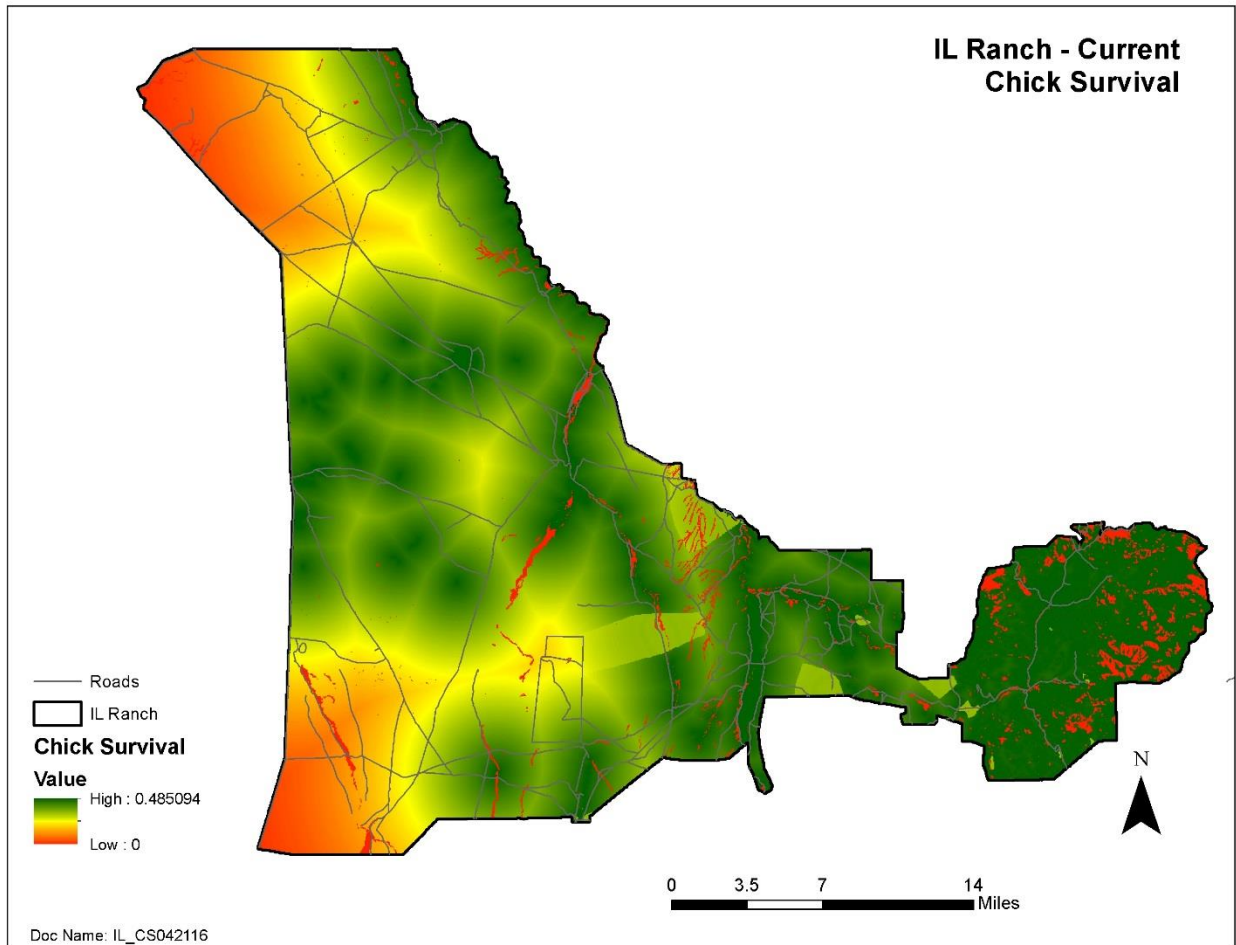 IL Ranch - Current
Chick Survival
Roads
IL Ranch
Chick Survival
Value
High : 0.485094
Low : 0
N
0 3.5 7 14
Miles
Doc Name: IL_CS042116